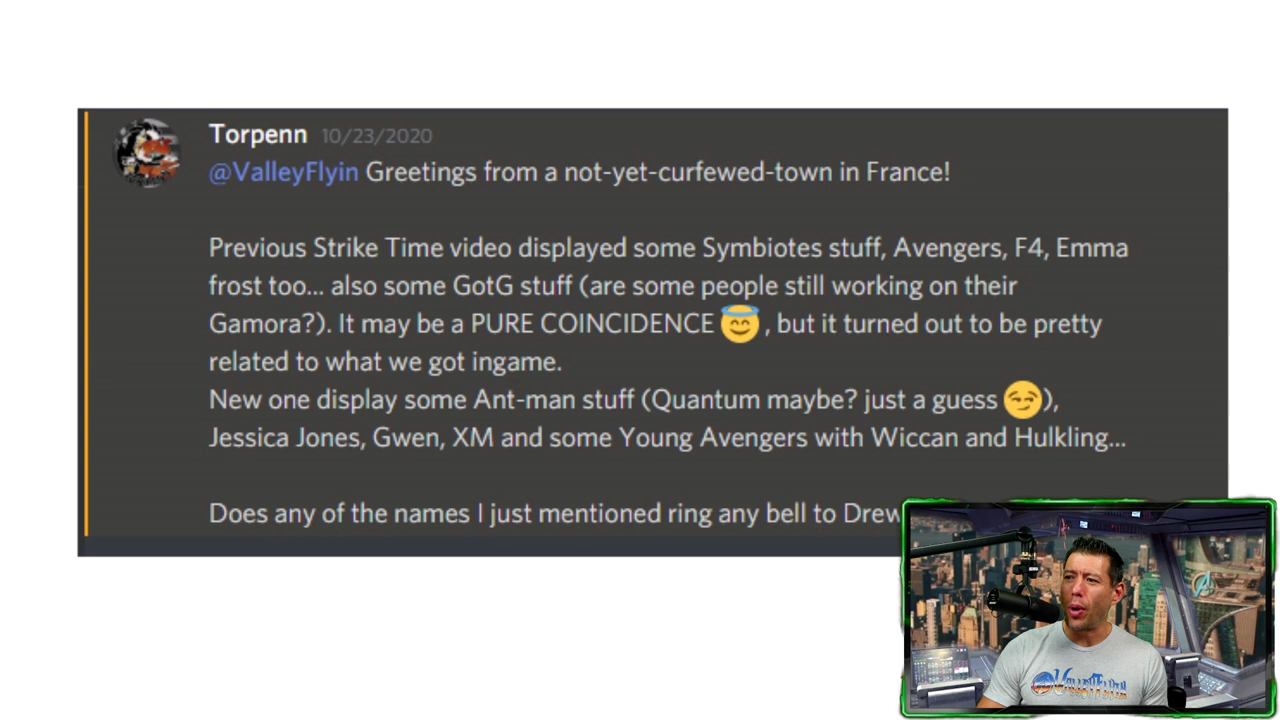 Torpenn 10/23/2020
@ValleyFlyin Greetings from a not-yet-curfewed-town in France!
Previous Strike Time video displayed some Symbiotes stuff, Avengers, F4, Emma
frost too... also some GotG stuff (are some people still working on their
Gamora?). It may be a PURE COINCIDENCE 😇 , but it turned out to be pretty
related to what we got ingame.
New one display some Ant-man stuff (Quantum maybe? just a guess 😏),
Jessica Jones, Gwen, XM and some Young Avengers with Wiccan and Hulkling...
Does any of the names I just mentioned ring any bell to Drew
ValleyFlyin